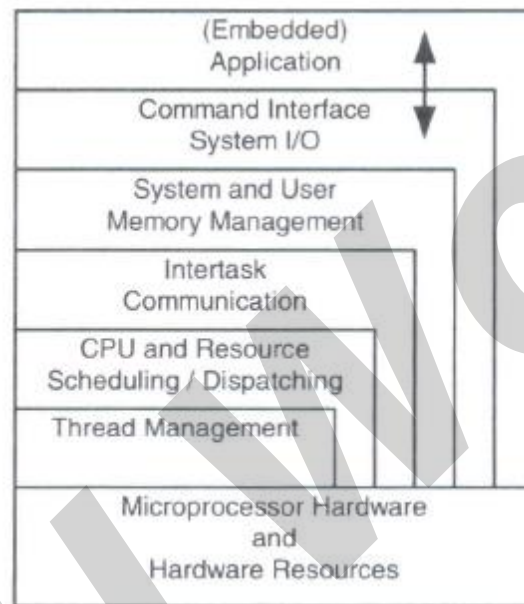 (Embedded)
Application
Command Interface
System I/O
System and User
Memory Management
Intertask
Communication
CPU and Resource
Scheduling / Dispatching
Thread Management
Microprocessor Hardware
and
Hardware Resources